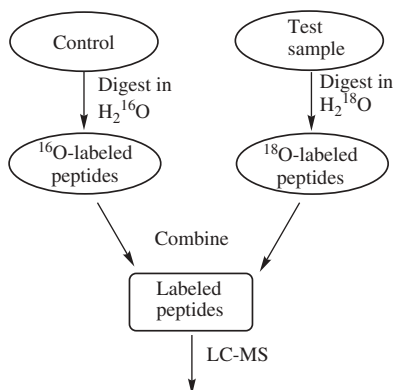 Control
Test
sample
Digest in
H₂¹⁶O
Digest in
H₂¹⁸O
¹⁶O-labeled
peptides
¹⁸O-labeled
peptides
Combine
Labeled
peptides
LC-MS